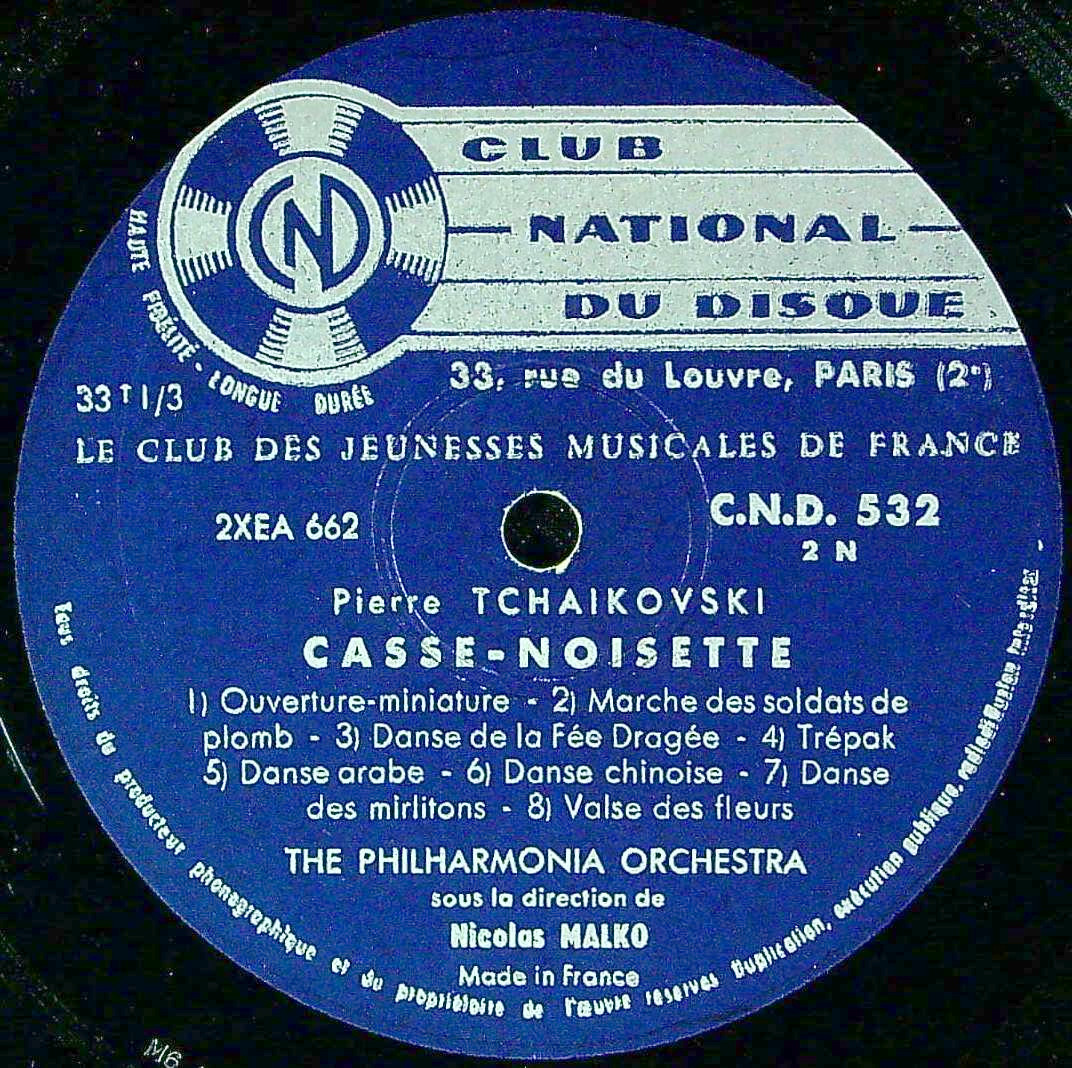 CLUB
NATIONAL
DU DISQUE
CN
HAUTE FIDÉLITÉ - LONGUE DURÉE
33, rue du Louvre, PARIS (2e)
33 T 1/3
LE CLUB DES JEUNESSES MUSICALES DE FRANCE
2XEA 662
C.N.D. 532
2 N
Pierre TCHAIKOVSKI
CASSE-NOISETTE
1) Ouverture-miniature - 2) Marche des soldats de
plomb - 3) Danse de la Fée Dragée - 4) Trépak
5) Danse arabe - 6) Danse chinoise - 7) Danse
des mirlitons - 8) Valse des fleurs
THE PHILHARMONIA ORCHESTRA
sous la direction de
Nicolas MALKO
Made in France
Tous droits du producteur phonographique et du propriétoire de l'œuvre réservés Duplication, exécution publique, radiodiffusion interdites -
M6